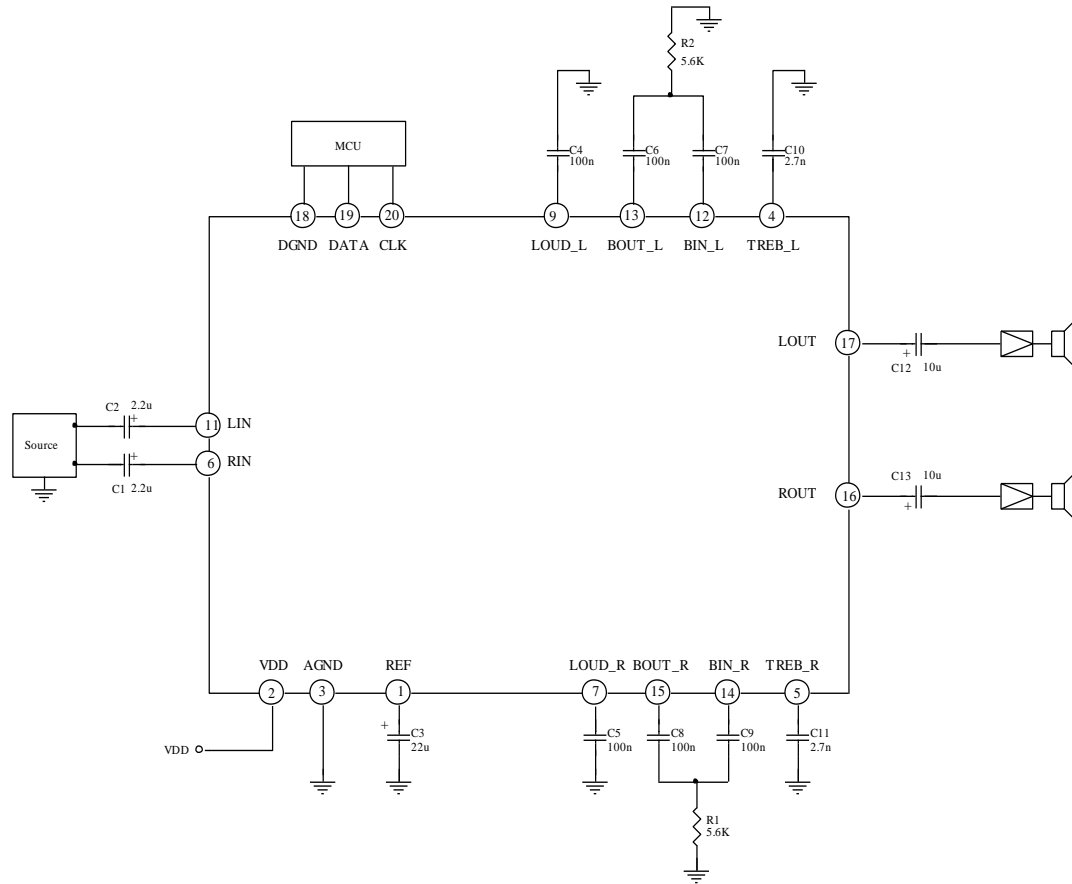 R2
5.6K
MCU
C4
100n
C6
100n
C7
100n
C10
2.7n
18
19
20
9
13
12
4
DGND
DATA
CLK
LOUD_L
BOUT_L
BIN_L
TREB_L
LOUT
17
+
C12
10u
C2
2.2u
+
11
LIN
Source
6
RIN
+
C1
2.2u
ROUT
16
C13
10u
+
VDD
AGND
REF
LOUD_R
BOUT_R
BIN_R
TREB_R
2
3
1
7
15
14
5
+
C3
22u
C5
100n
C8
100n
C9
100n
C11
2.7n
VDD
R1
5.6K